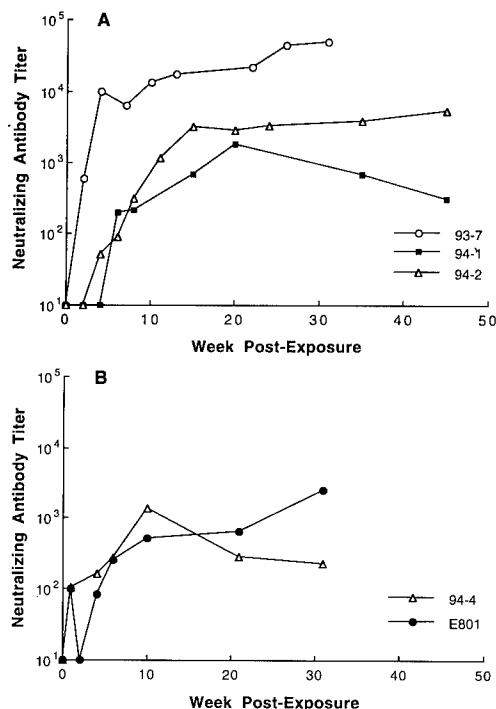 A
Neutralizing Antibody Titer
10^5
10^4
10^3
10^2
10^1
0 10 20 30 40 50
Week Post-Exposure
93-7
94-1
94-2
B
Neutralizing Antibody Titer
10^5
10^4
10^3
10^2
10^1
0 10 20 30 40 50
Week Post-Exposure
94-4
E801